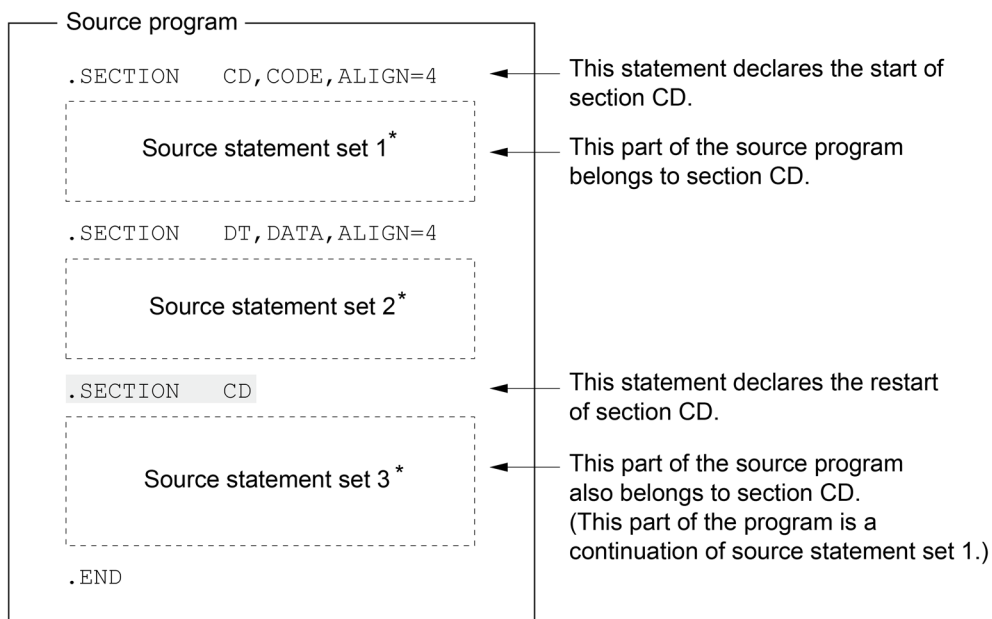 Source program
.SECTION CD,CODE,ALIGN=4
This statement declares the start of
section CD.
Source statement set 1*
This part of the source program
belongs to section CD.
.SECTION DT,DATA,ALIGN=4
Source statement set 2*
.SECTION CD
This statement declares the restart
of section CD.
Source statement set 3*
This part of the source program
also belongs to section CD.
(This part of the program is a
continuation of source statement set 1.)
.END